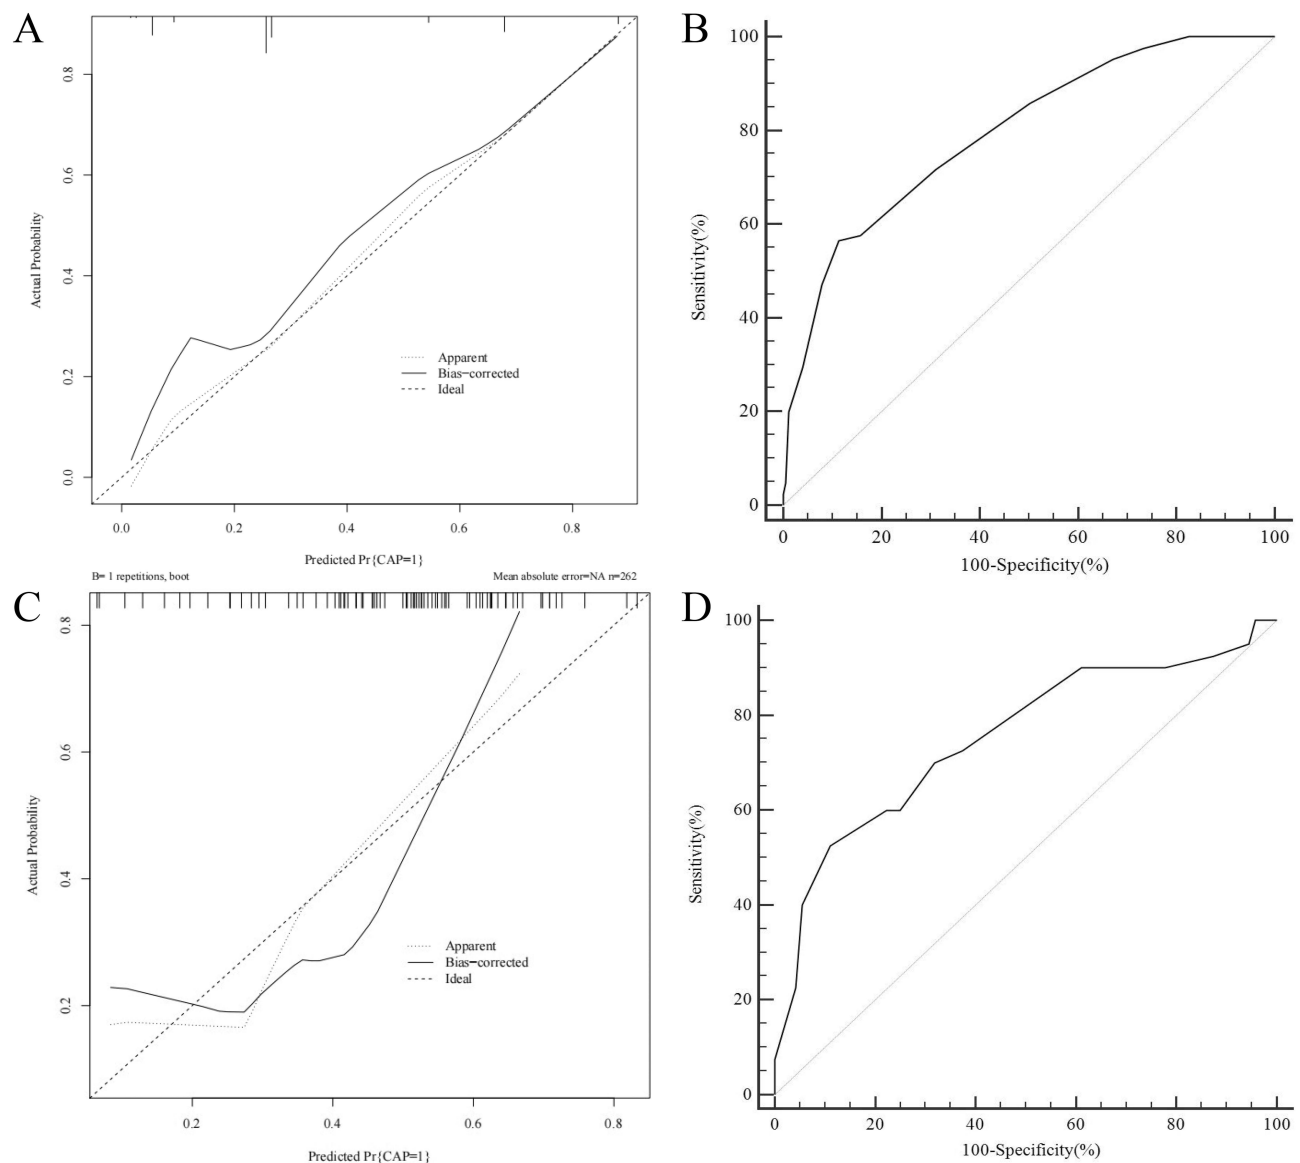 A
0.8
0.6
0.4
0.2
0.0
Actual Probability
Apparent
Bias-corrected
Ideal
0.0 0.2 0.4 0.6 0.8
Predicted Pr{CAP=1}
B= 1 repetitions, boot
Mean absolute error=NA n=262
B
100
80
60
40
20
0
Sensitivity(%)
0 20 40 60 80 100
100-Specificity(%)
C
0.8
0.6
0.4
0.2
Actual Probability
Apparent
Bias-corrected
Ideal
0.2 0.4 0.6 0.8
Predicted Pr{CAP=1}
D
100
80
60
40
20
0
Sensitivity(%)
0 20 40 60 80 100
100-Specificity(%)